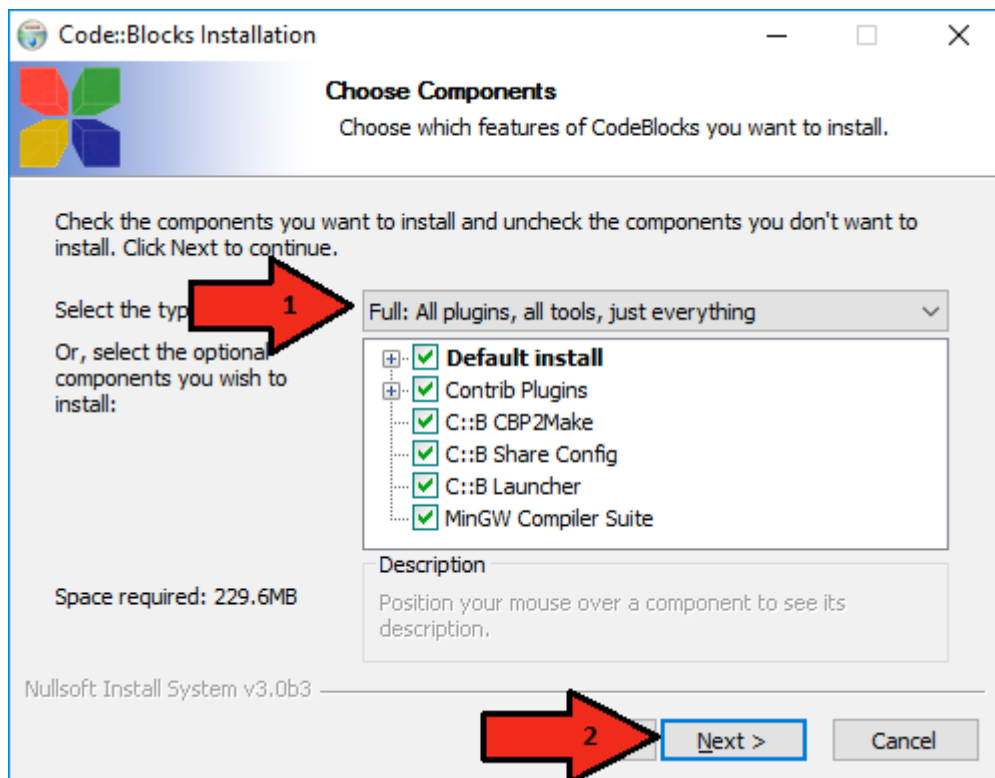 Code::Blocks Installation
Choose Components
Choose which features of CodeBlocks you want to install.
Check the components you want to install and uncheck the components you don't want to
install. Click Next to continue.
Select the typ
1
Full: All plugins, all tools, just everything
Or, select the optional
components you wish to
install:
Default install
Contrib Plugins
C::B CBP2Make
C::B Share Config
C::B Launcher
MinGW Compiler Suite
Space required: 229.6MB
Description
Position your mouse over a component to see its
description.
Nullsoft Install System v3.0b3
2
Next >
Cancel